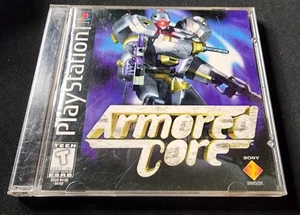 PlayStation
Armored
Core
TEEN
T
SONY